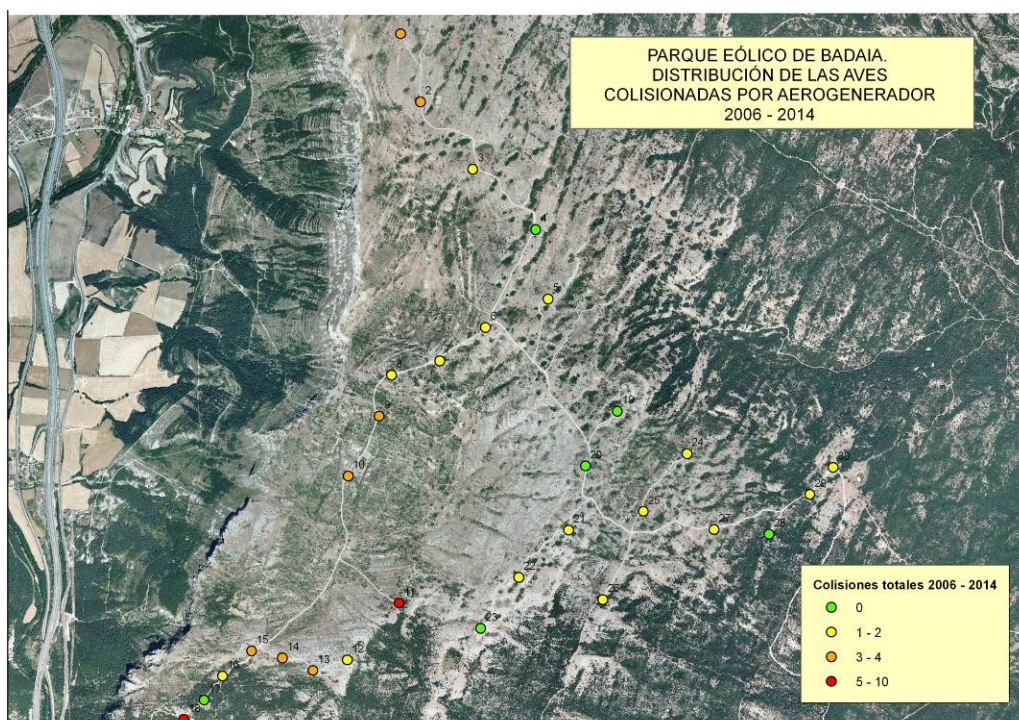 PARQUE EÓLICO DE BADAIA.
DISTRIBUCIÓN DE LAS AVES
COLISIONADAS POR AEROGENERADOR
2006 - 2014
1
2
3
4
5
6
19
10
20
24
21
22
23
11
15
14
13
12
Colisiones totales 2006 - 2014
0
1 - 2
3 - 4
5 - 10